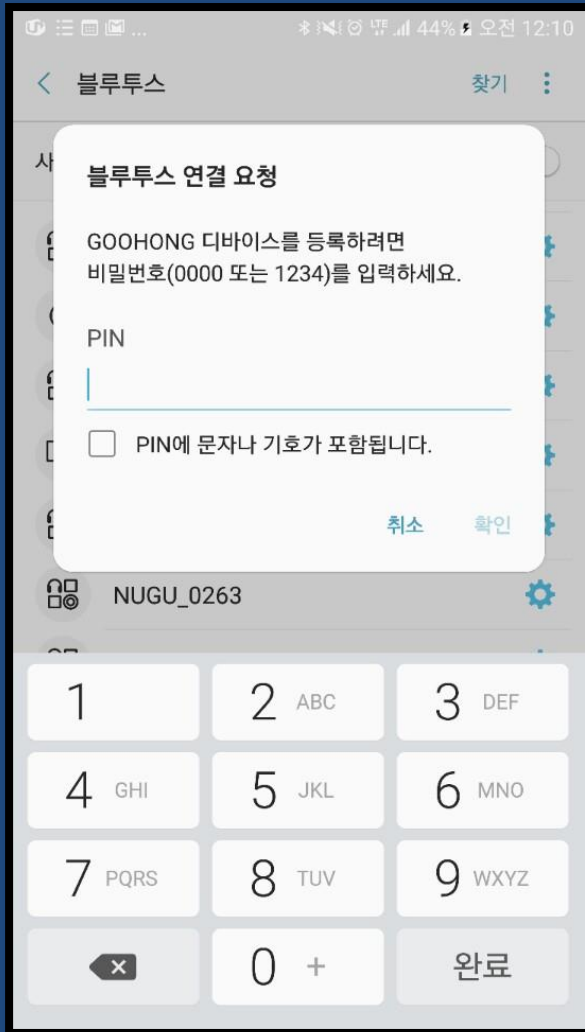 ... LTE 44% 오전 12:10
블루투스 찾기
사
블루투스 연결 요청
GOOHONG 디바이스를 등록하려면
비밀번호(0000 또는 1234)를 입력하세요.
PIN
PIN에 문자나 기호가 포함됩니다.
취소 확인
NUGU_0263
1 2 ABC 3 DEF
4 GHI 5 JKL 6 MNO
7 PQRS 8 TUV 9 WXYZ
0 + 완료